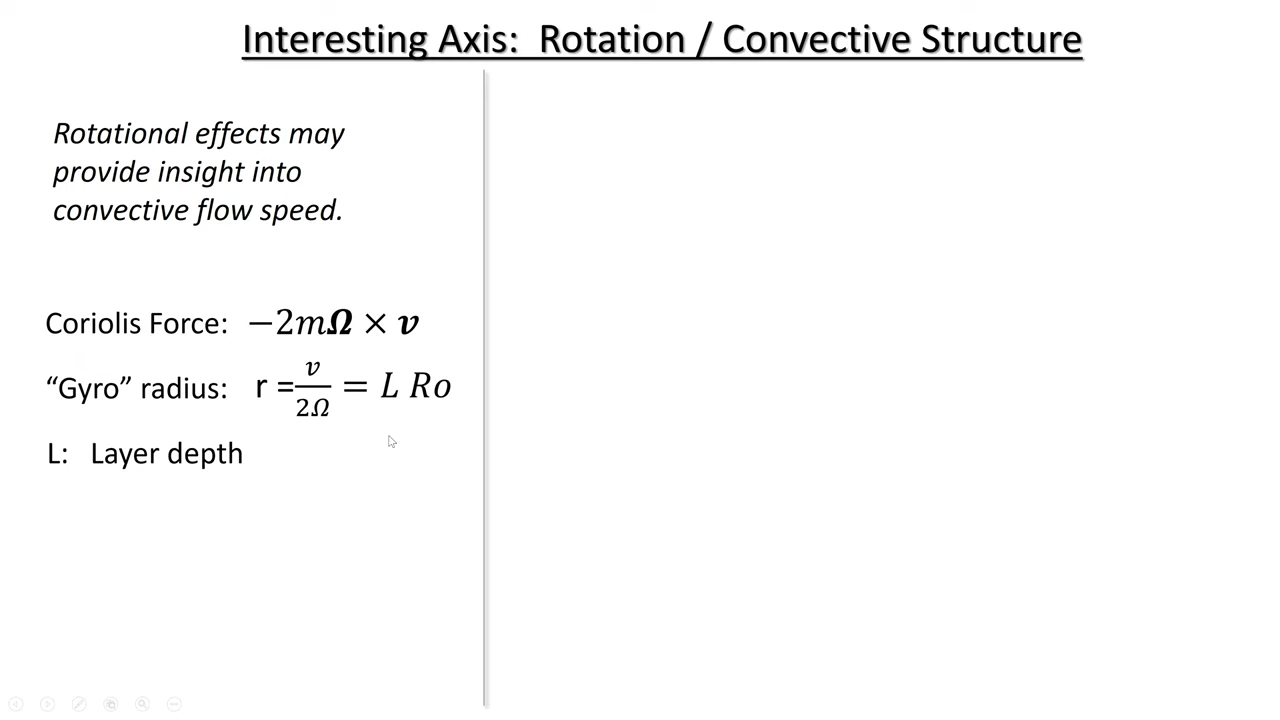 Interesting Axis:  Rotation / Convective Structure
Rotational effects may
provide insight into
convective flow speed.
Coriolis Force: −2m𝜴 × 𝒗
“Gyro” radius: r = v/2Ω = L Ro
L: Layer depth